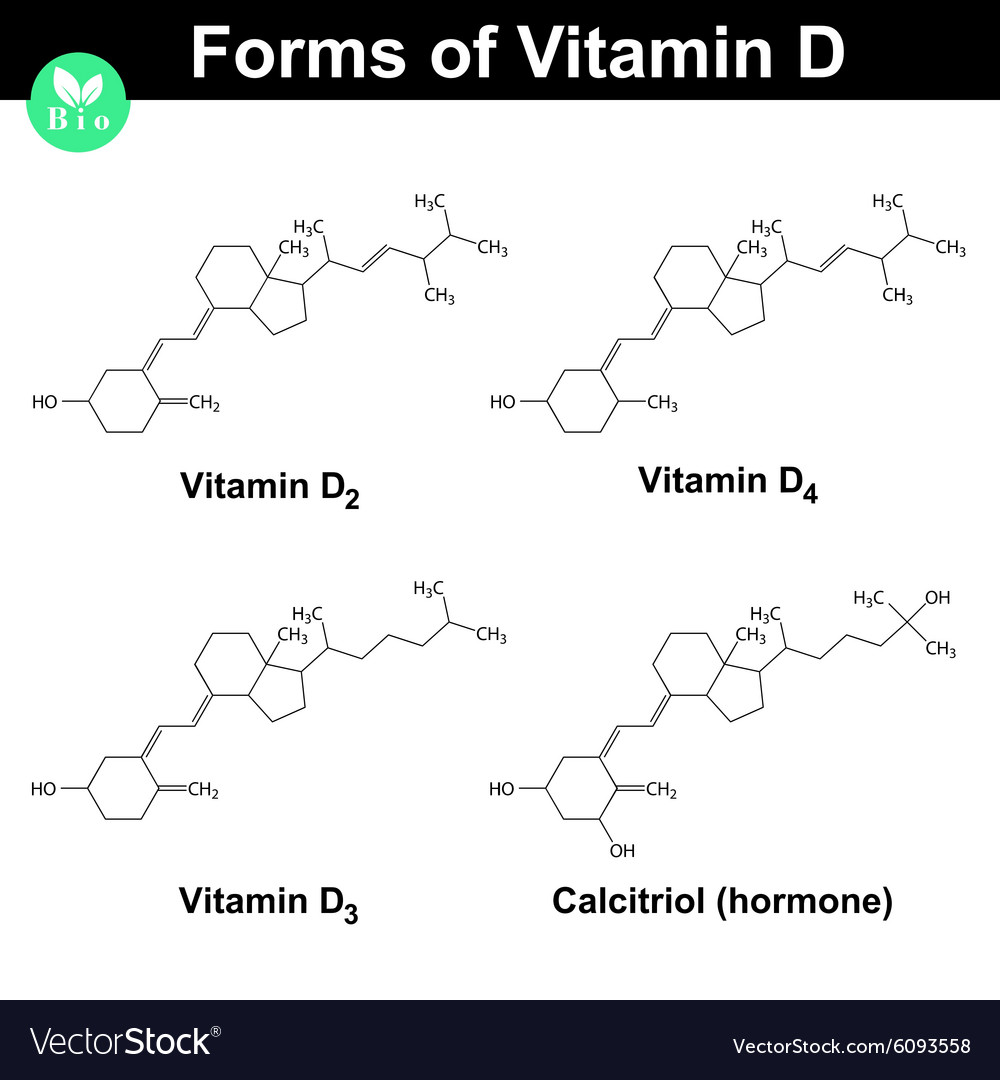 Forms of Vitamin D
Bio
H₃C
H₃C
CH₃
CH₃
CH₃
HO
CH₂
Vitamin D₂
H₃C
H₃C
CH₃
CH₃
CH₃
HO
CH₃
Vitamin D₄
H₃C
H₃C
CH₃
CH₃
HO
CH₂
Vitamin D₃
H₃C
OH
H₃C
CH₃
CH₃
HO
CH₂
OH
Calcitriol (hormone)
VectorStock®
VectorStock.com/6093558